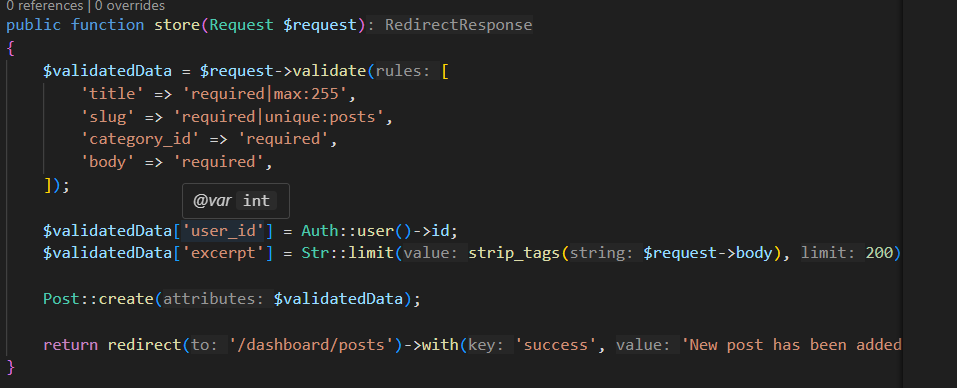 0 references | 0 overrides
public function store(Request $request): RedirectResponse
{
$validatedData = $request->validate(rules: [
'title' => 'required|max:255',
'slug' => 'required|unique:posts',
'category_id' => 'required',
'body' => 'required',
]);
@var int
$validatedData['user_id'] = Auth::user()->id;
$validatedData['excerpt'] = Str::limit(value: strip_tags(string: $request->body), limit: 200)
Post::create(attributes: $validatedData);
return redirect(to: '/dashboard/posts')->with(key: 'success', value: 'New post has been added
}